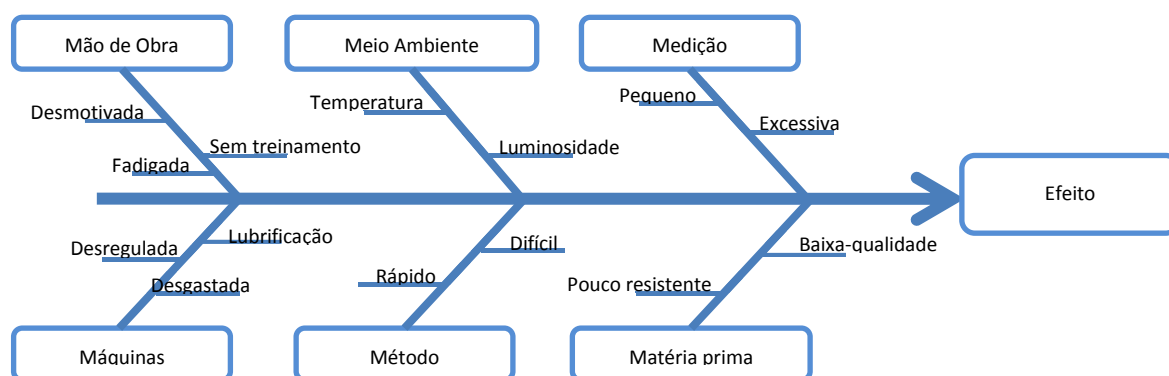 Mão de Obra
Meio Ambiente
Medição
Pequeno
Temperatura
Desmotivada
Excessiva
Sem treinamento
Luminosidade
Fadigada
Efeito
Lubrificação
Difícil
Baixa-qualidade
Desregulada
Rápido
Desgastada
Pouco resistente
Máquinas
Método
Matéria prima